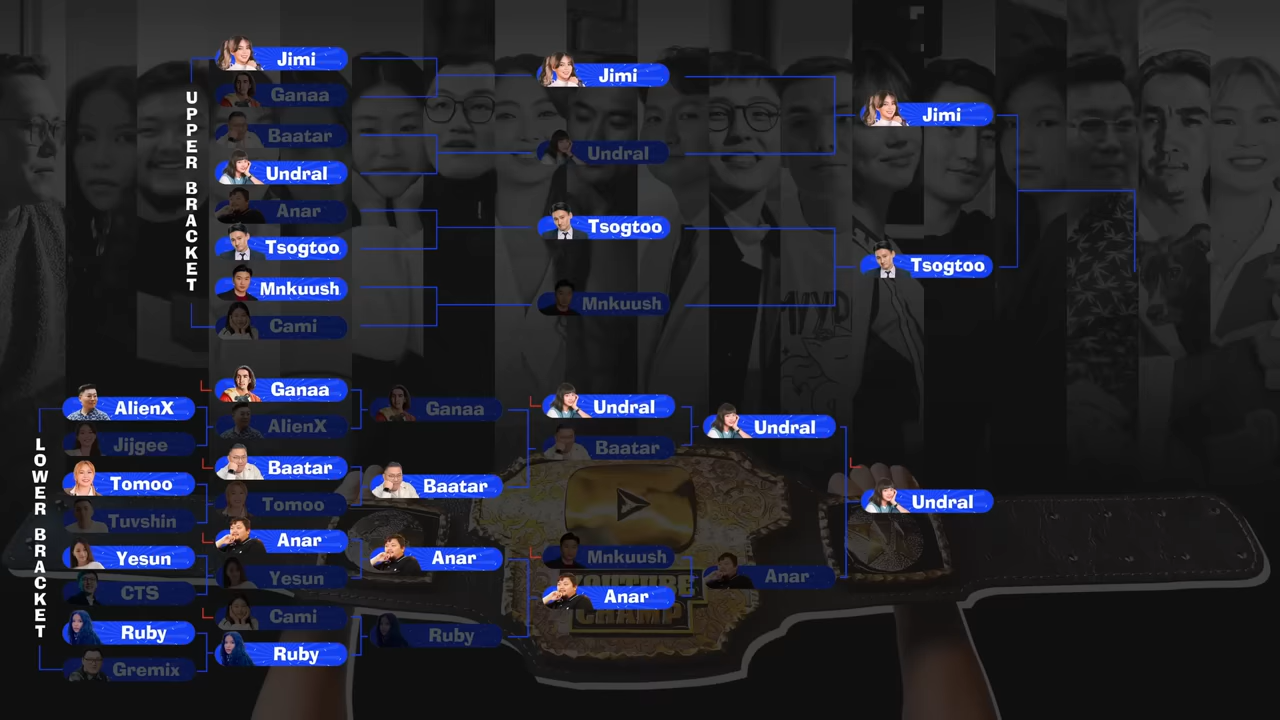 UPPER BRACKET
Jimi
Ganaa
Baatar
Undral
Anar
Tsogtoo
Mnkuush
Cami
Jimi
Undral
Tsogtoo
Mnkuush
Jimi
Tsogtoo
LOWER BRACKET
AlienX
Jijgee
Tomoo
Tuvshin
Yesun
CTS
Ruby
Gremix
Ganaa
AlienX
Baatar
Tomoo
Anar
Yesun
Cami
Ruby
Ganaa
Baatar
Anar
Ruby
Undral
Baatar
Mnkuush
Anar
Undral
Anar
Undral
YOUTUBE
CHAMP